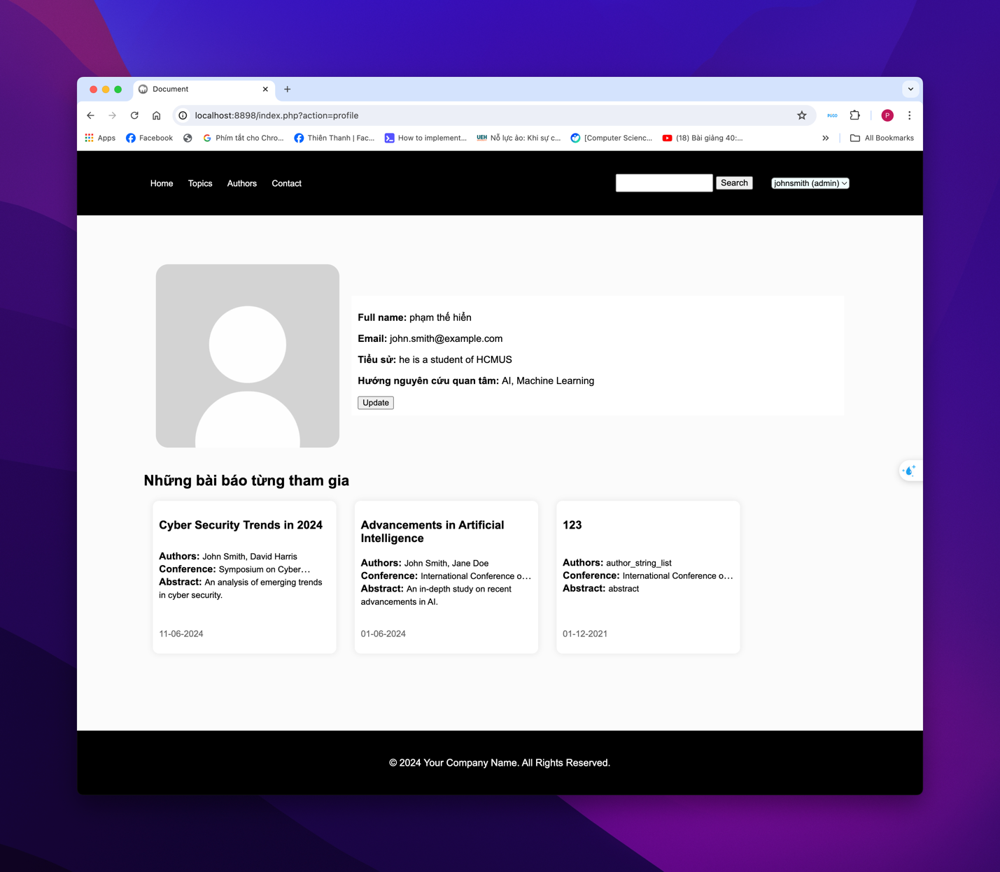 Document
localhost:8898/index.php?action=profile
P
Apps
Facebook
Phím tắt cho Chro...
Thiên Thanh | Fac...
How to implement...
UEH
Nỗ lực ảo: Khi sự c...
[Computer Scienc...
(18) Bài giảng 40:...
All Bookmarks
Home Topics Authors Contact
Search
johnsmith (admin)
Full name: phạm thế hiển
Email: john.smith@example.com
Tiểu sử: he is a student of HCMUS
Hướng nguyên cứu quan tâm: AI, Machine Learning
Update
Những bài báo từng tham gia
Cyber Security Trends in 2024
Authors: John Smith, David Harris
Conference: Symposium on Cyber…
Abstract: An analysis of emerging trends
in cyber security.
11-06-2024
Advancements in Artificial
Intelligence
Authors: John Smith, Jane Doe
Conference: International Conference o…
Abstract: An in-depth study on recent
advancements in AI.
01-06-2024
123
Authors: author_string_list
Conference: International Conference o…
Abstract: abstract
01-12-2021
© 2024 Your Company Name. All Rights Reserved.